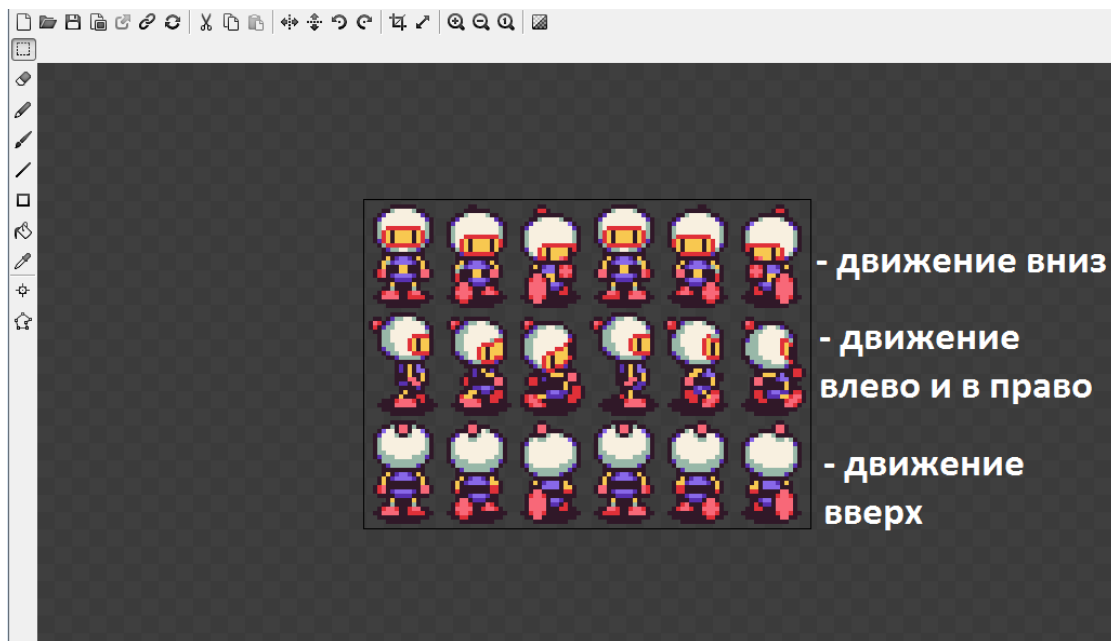 - движение вниз
- движение
влево и в право
- движение
вверх